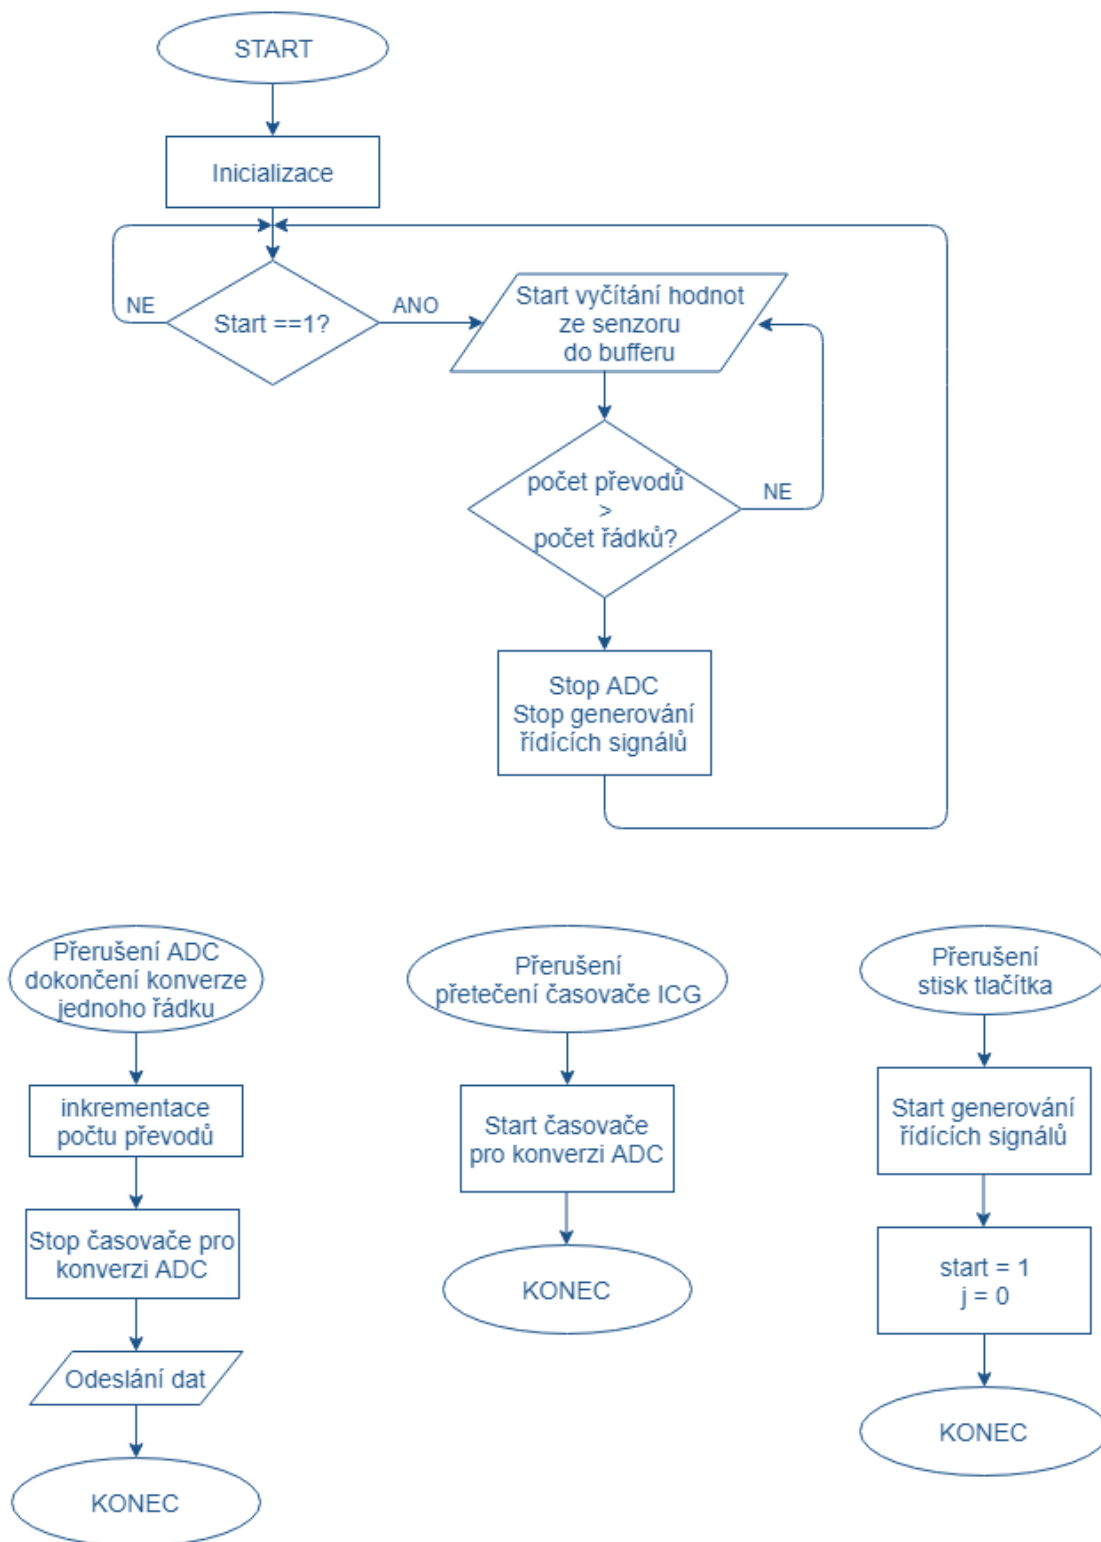 START
Inicializace
NE
Start ==1?
ANO
Start vyčítání hodnot
ze senzoru
do bufferu
počet převodů
>
počet řádků?
NE
Stop ADC
Stop generování
řídících signálů
Přerušení ADC
dokončení konverze
jednoho řádku
inkrementace
počtu převodů
Stop časovače pro
konverzi ADC
Odeslání dat
KONEC
Přerušení
přetečení časovače ICG
Start časovače
pro konverzi ADC
KONEC
Přerušení
stisk tlačítka
Start generování
řídících signálů
start = 1
j = 0
KONEC